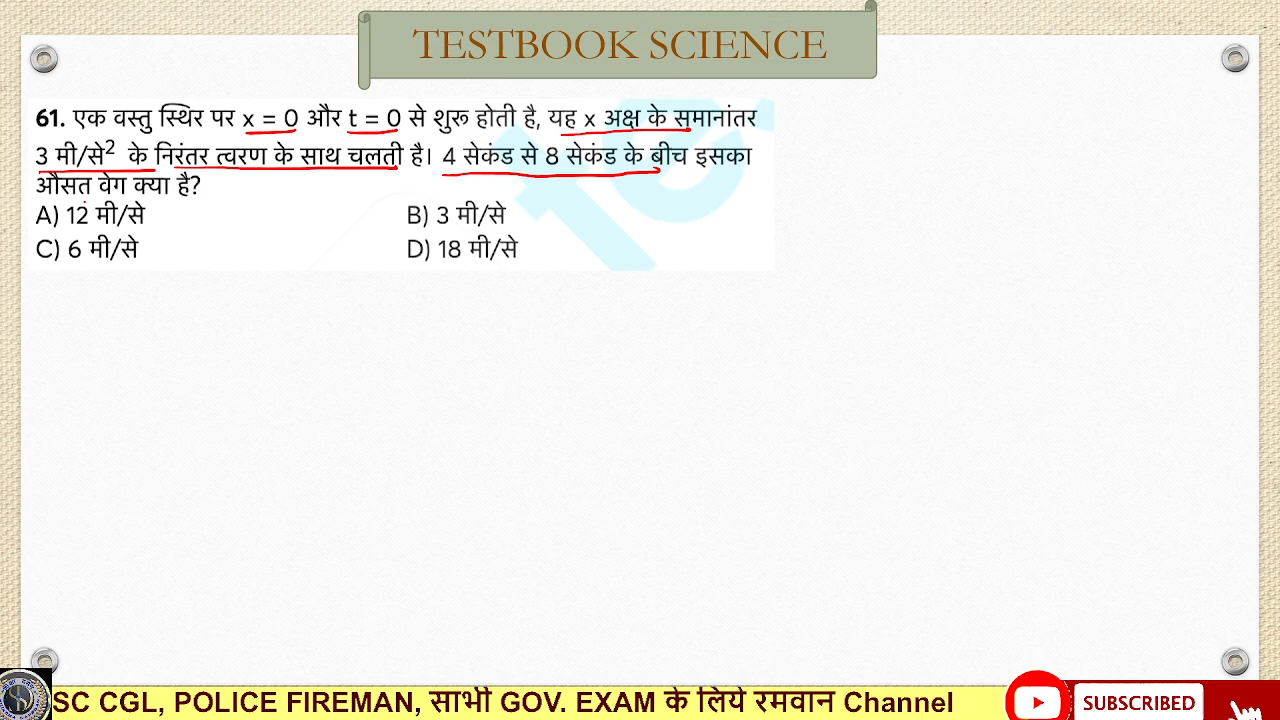 TESTBOOK SCIENCE
61. एक वस्तु स्थिर पर x = 0 और t = 0 से शुरू होती है, यह x अक्ष के समानांतर
3 मी/से² के निरंतर त्वरण के साथ चलती है। 4 सेकंड से 8 सेकंड के बीच इसका
औसत वेग क्या है?
A) 12 मी/से B) 3 मी/से
C) 6 मी/से D) 18 मी/से
SC CGL, POLICE FIREMAN, साभी GOV. EXAM के लिये रमवान Channel
SUBSCRIBED